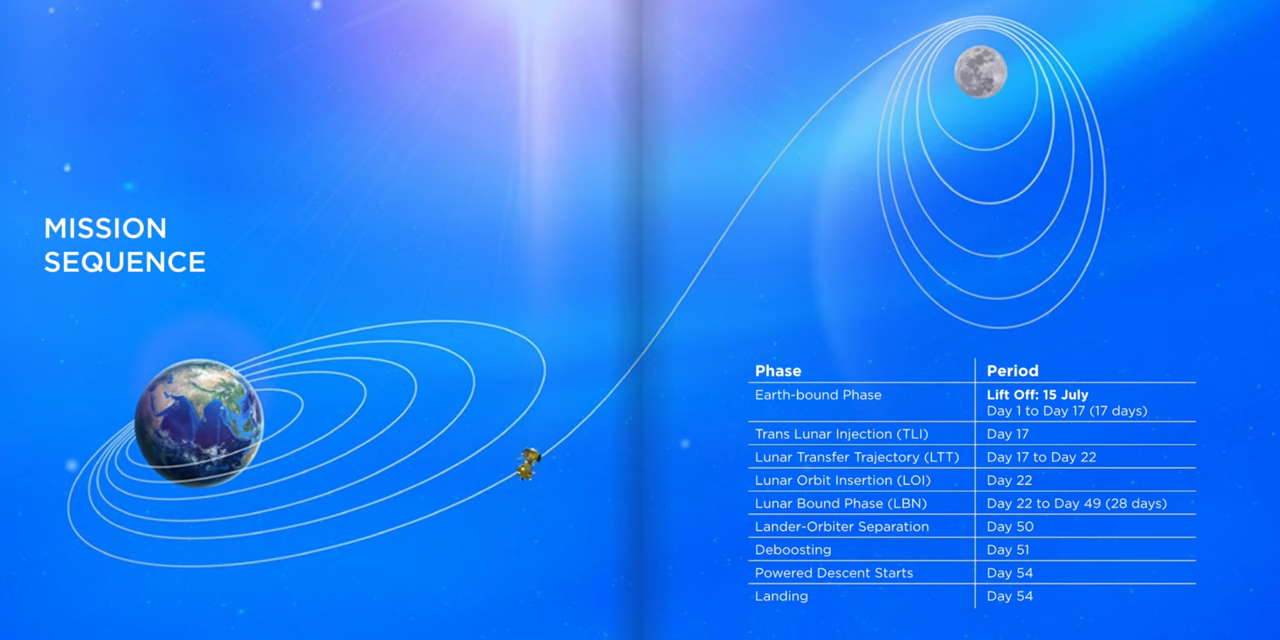 MISSION
SEQUENCE
Phase Period
Earth-bound Phase Lift Off: 15 July
Day 1 to Day 17 (17 days)
Trans Lunar Injection (TLI) Day 17
Lunar Transfer Trajectory (LTT) Day 17 to Day 22
Lunar Orbit Insertion (LOI) Day 22
Lunar Bound Phase (LBN) Day 22 to Day 49 (28 days)
Lander-Orbiter Separation Day 50
Deboosting Day 51
Powered Descent Starts Day 54
Landing Day 54